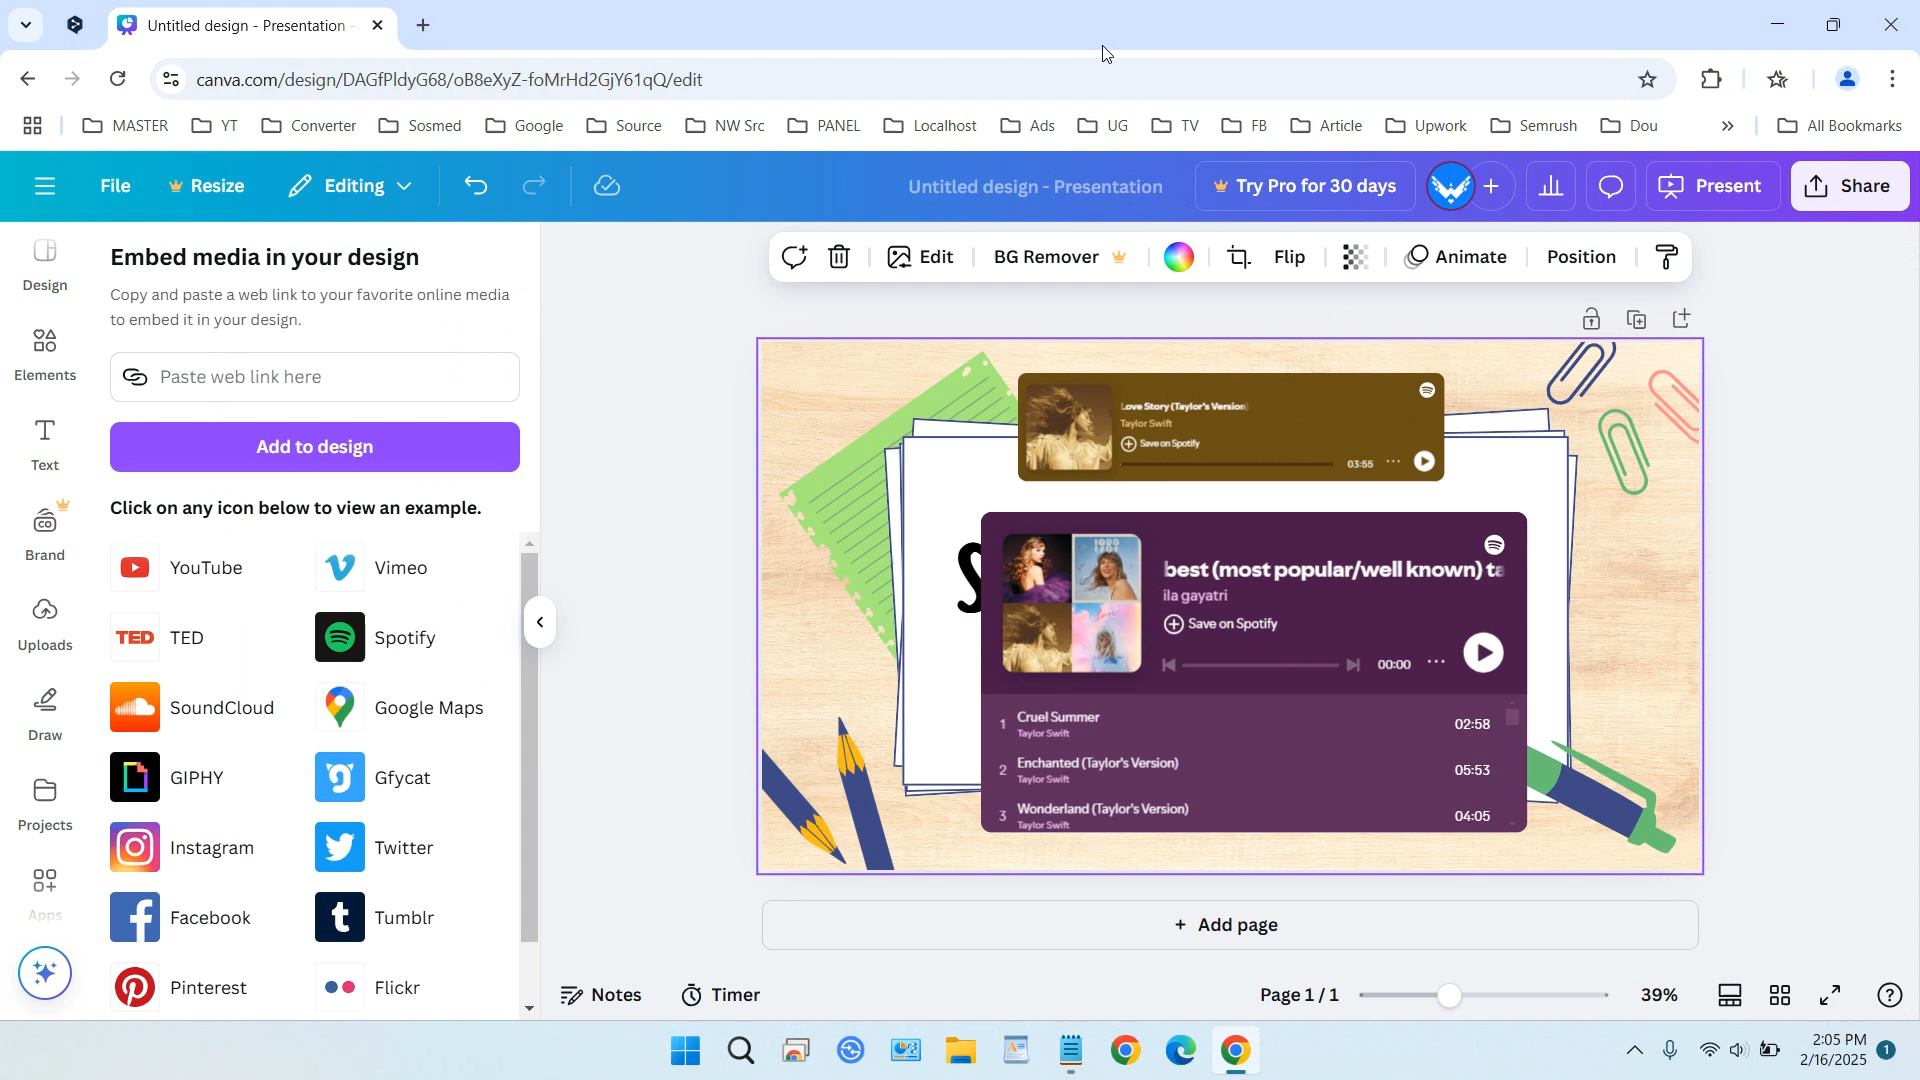 Untitled design - Presentation -
canva.com/design/DAGfPldyG68/oB8eXyZ-foMrHd2GjY61qQ/edit
MASTER YT Converter Sosmed Google Source NW Src PANEL Localhost Ads UG TV FB Article Upwork Semrush Dou » All Bookmarks
File Resize Editing Untitled design - Presentation Try Pro for 30 days Present Share
Edit BG Remover Flip Animate Position
Design
Elements
Text
Brand
Uploads
Draw
Projects
Apps
Embed media in your design
Copy and paste a web link to your favorite online media
to embed it in your design.
Paste web link here
Add to design
Click on any icon below to view an example.
YouTube Vimeo
TED TED Spotify
SoundCloud Google Maps
GIPHY Gfycat
Instagram Twitter
Facebook Tumblr
Pinterest Flickr
Love Story (Taylor's Version)
Taylor Swift
Save on Spotify
03:55
best (most popular/well known) ta
ila gayatri
Save on Spotify
00:00
1 Cruel Summer 02:58
Taylor Swift
2 Enchanted (Taylor's Version) 05:53
Taylor Swift
3 Wonderland (Taylor's Version) 04:05
Taylor Swift
+ Add page
Notes Timer Page 1 / 1 39%
2:05 PM
2/16/2025
1